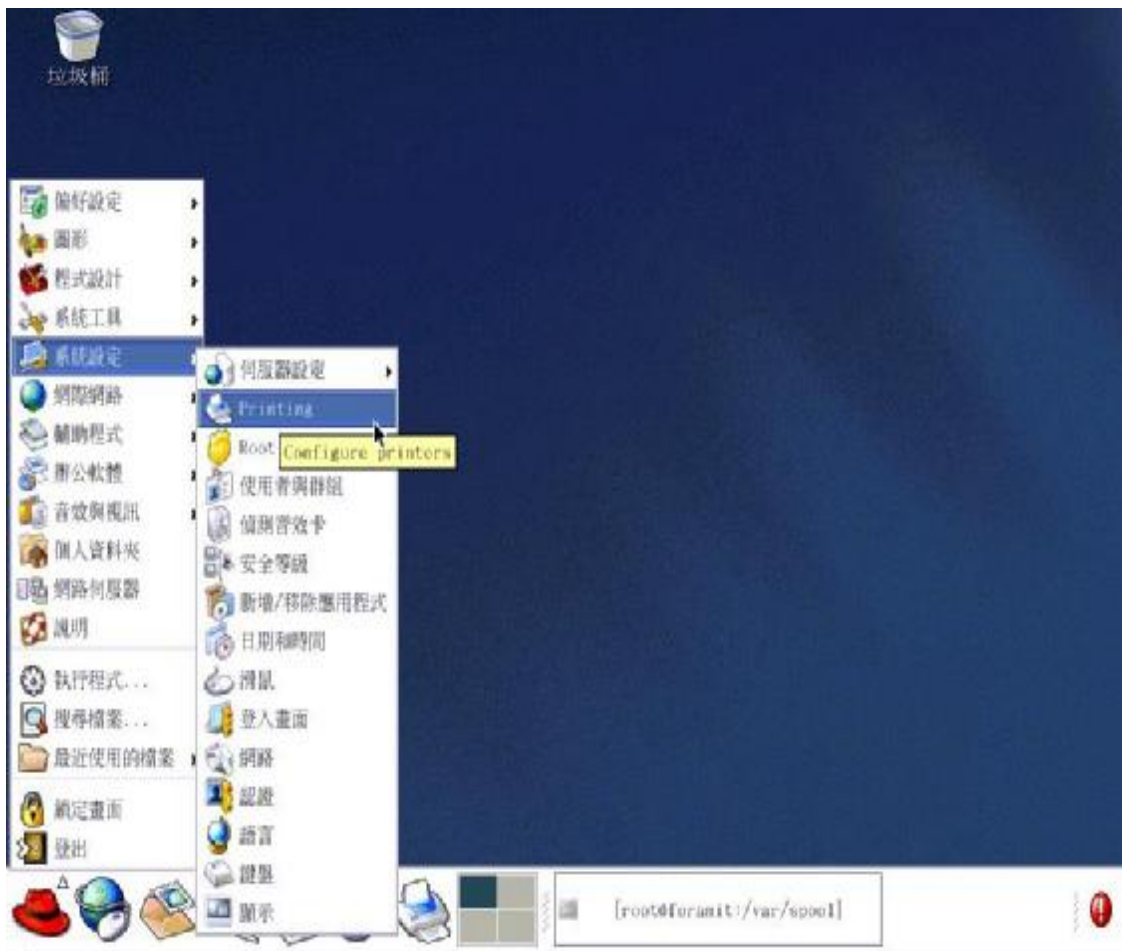 垃圾桶
偏好設定
圖形
程式設計
系統工具
系統設定
網際網路
輔助程式
辦公軟體
音效與視訊
個人資料夾
網路伺服器
說明
執行程式...
搜尋檔案...
最近使用的檔案
鎖定畫面
登出
伺服器設定
Printing
Root
Configure printers
使用者與群組
偵測音效卡
安全等級
新增/移除應用程式
日期和時間
滑鼠
登入畫面
網路
認證
語言
鍵盤
顯示
[root@foramit:/var/spool]